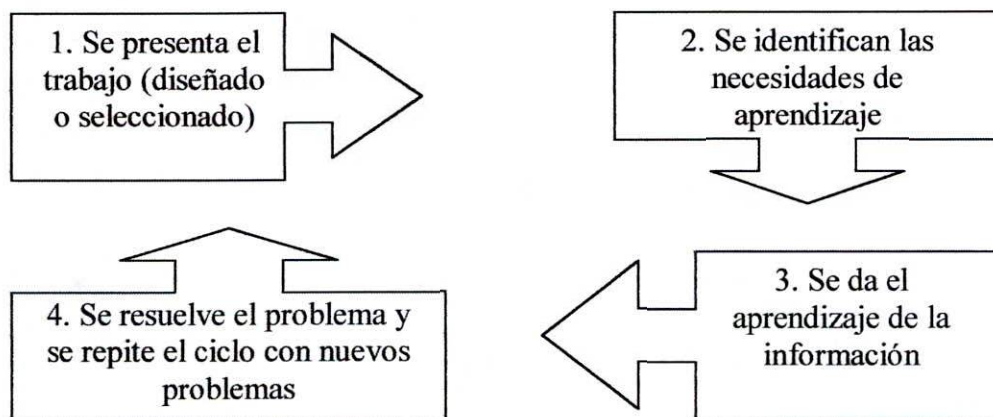 1. Se presenta el
trabajo (diseñado
o seleccionado)
2. Se identifican las
necesidades de
aprendizaje
3. Se da el
aprendizaje de la
información
4. Se resuelve el problema y
se repite el ciclo con nuevos
problemas